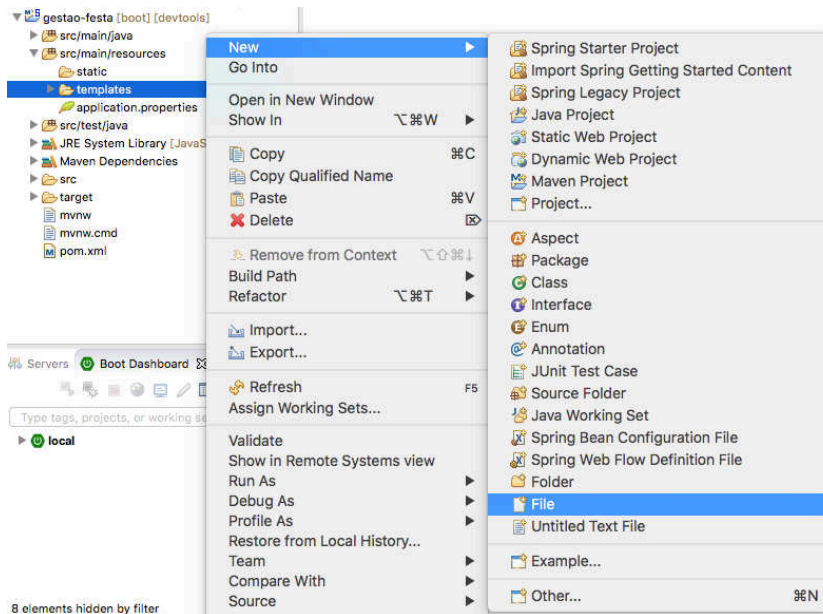 gestao-festa [boot] [devtools]
src/main/java
src/main/resources
static
templates
application.properties
src/test/java
JRE System Library [JavaS
Maven Dependencies
src
target
mvnw
mvnw.cmd
pom.xml
Servers Boot Dashboard
Type tags, projects, or working se
local
8 elements hidden by filter
New
Go Into
Open in New Window
Show In ⌥⌘W
Copy ⌘C
Copy Qualified Name
Paste ⌘V
Delete ⌦
Remove from Context ⌥⇧⌘↓
Build Path
Refactor ⌥⌘T
Import...
Export...
Refresh F5
Assign Working Sets...
Validate
Show in Remote Systems view
Run As
Debug As
Profile As
Restore from Local History...
Team
Compare With
Source
Spring Starter Project
Import Spring Getting Started Content
Spring Legacy Project
Java Project
Static Web Project
Dynamic Web Project
Maven Project
Project...
Aspect
Package
Class
Interface
Enum
Annotation
JUnit Test Case
Source Folder
Java Working Set
Spring Bean Configuration File
Spring Web Flow Definition File
Folder
File
Untitled Text File
Example...
Other... ⌘N